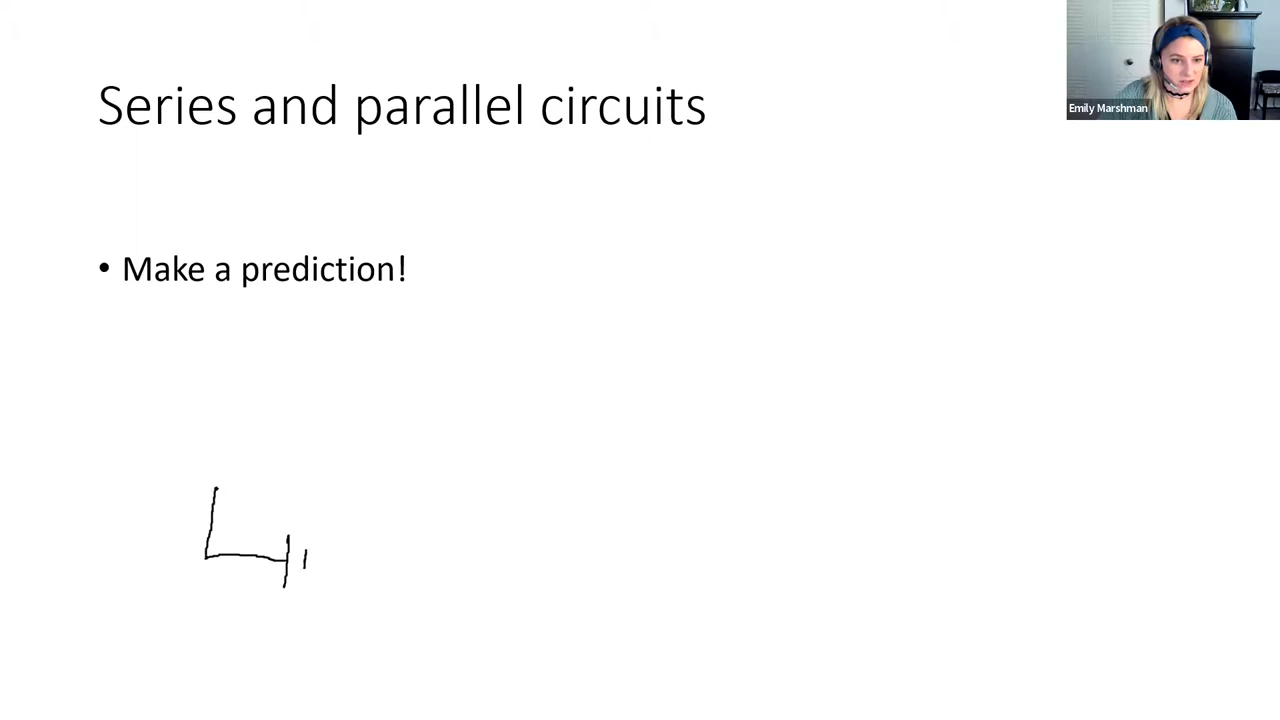 Series and parallel circuits
Emily Marshman
• Make a prediction!